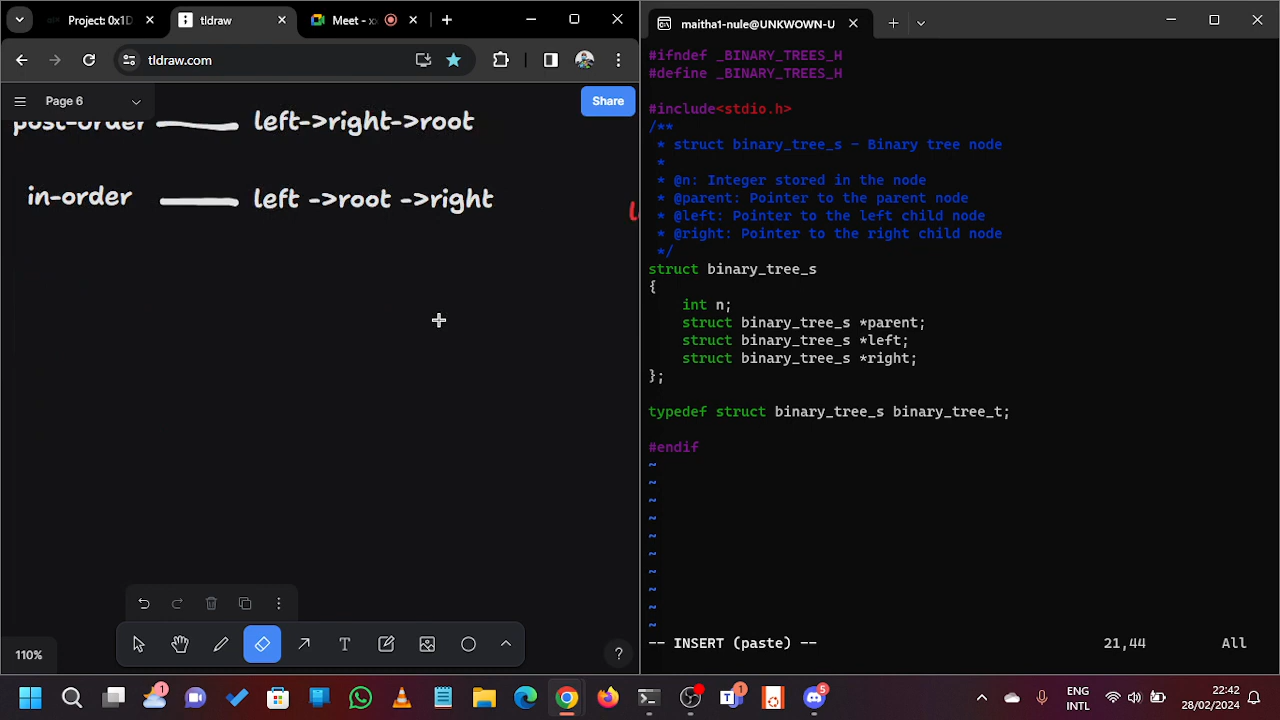 Project 0x1D
tldraw
Meet - x
tldraw.com
Page 6
Share
post-order left->right->root
in-order left ->root ->right
110%
?
maitha1-nule@UNKWOWN-U
#ifndef _BINARY_TREES_H
#define _BINARY_TREES_H
#include<stdio.h>
/**
* struct binary_tree_s - Binary tree node
*
* @n: Integer stored in the node
* @parent: Pointer to the parent node
* @left: Pointer to the left child node
* @right: Pointer to the right child node
*/
struct binary_tree_s
{
int n;
struct binary_tree_s *parent;
struct binary_tree_s *left;
struct binary_tree_s *right;
};
typedef struct binary_tree_s binary_tree_t;
#endif
~
~
~
~
~
~
~
~
~
~
-- INSERT (paste) -- 21,44 All
1
1
5
ENG
INTL
22:42
28/02/2024